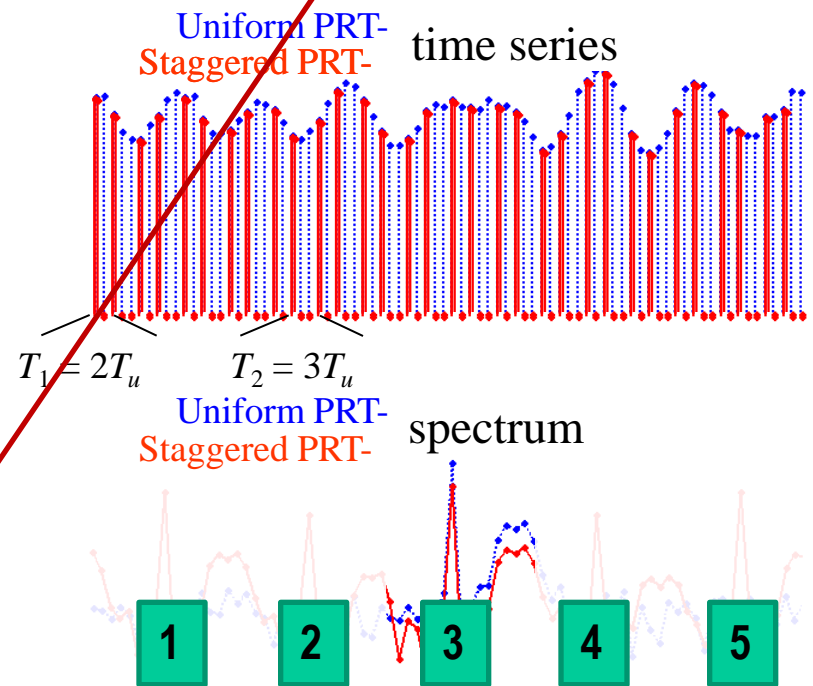 Uniform PRT-
Staggered PRT-
time series
T₁ = 2Tᵤ
T₂ = 3Tᵤ
Uniform PRT-
Staggered PRT-
spectrum
1 2 3 4 5